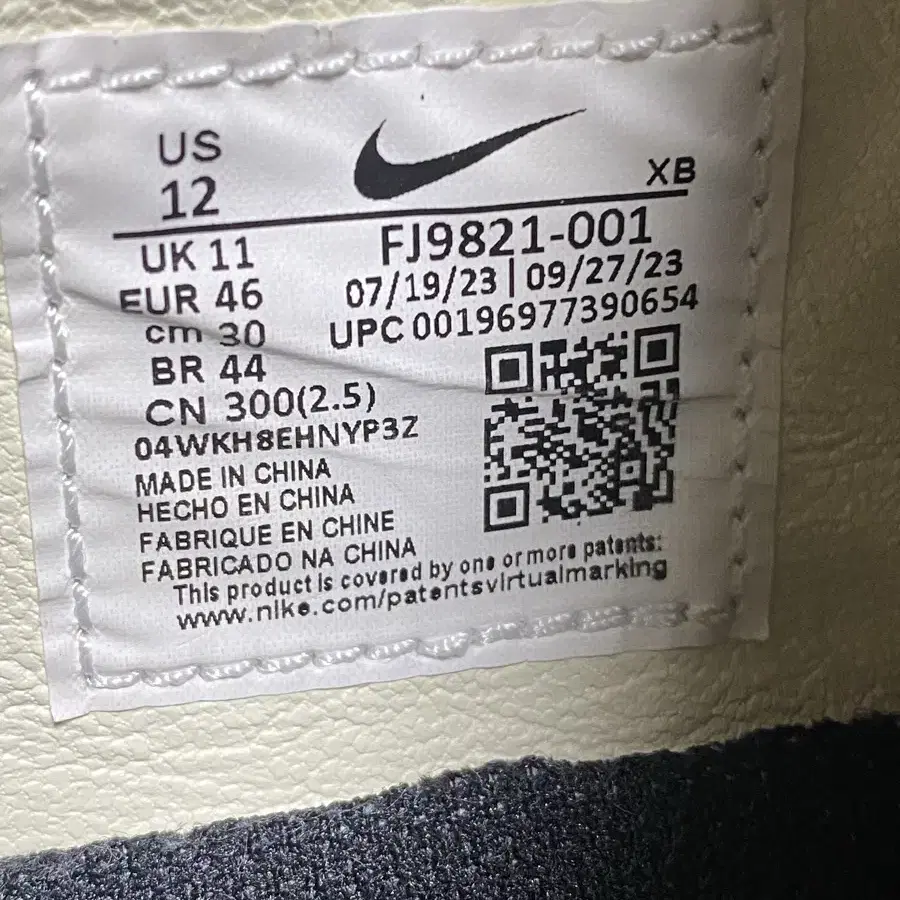 US
12
XB
UK 11
EUR 46
cm 30
BR 44
CN 300(2.5)
FJ9821-001
07/19/23 | 09/27/23
UPC 00196977390654
04WKH8EHNYP3Z
MADE IN CHINA
HECHO EN CHINA
FABRIQUE EN CHINE
FABRICADO NA CHINA
This product is covered by one or more patents:
www.nike.com/patentsvirtualmarking